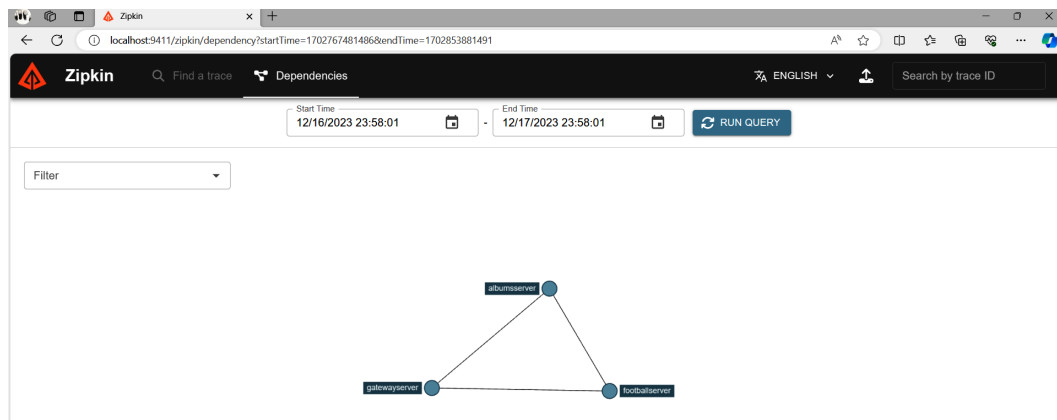 Zipkin
localhost:9411/zipkin/dependency?startTime=1702767481486&endTime=1702853881491
Zipkin Find a trace Dependencies ENGLISH Search by trace ID
Start Time End Time
12/16/2023 23:58:01 - 12/17/2023 23:58:01 RUN QUERY
Filter
albumsserver
gatewayserver
footballserver